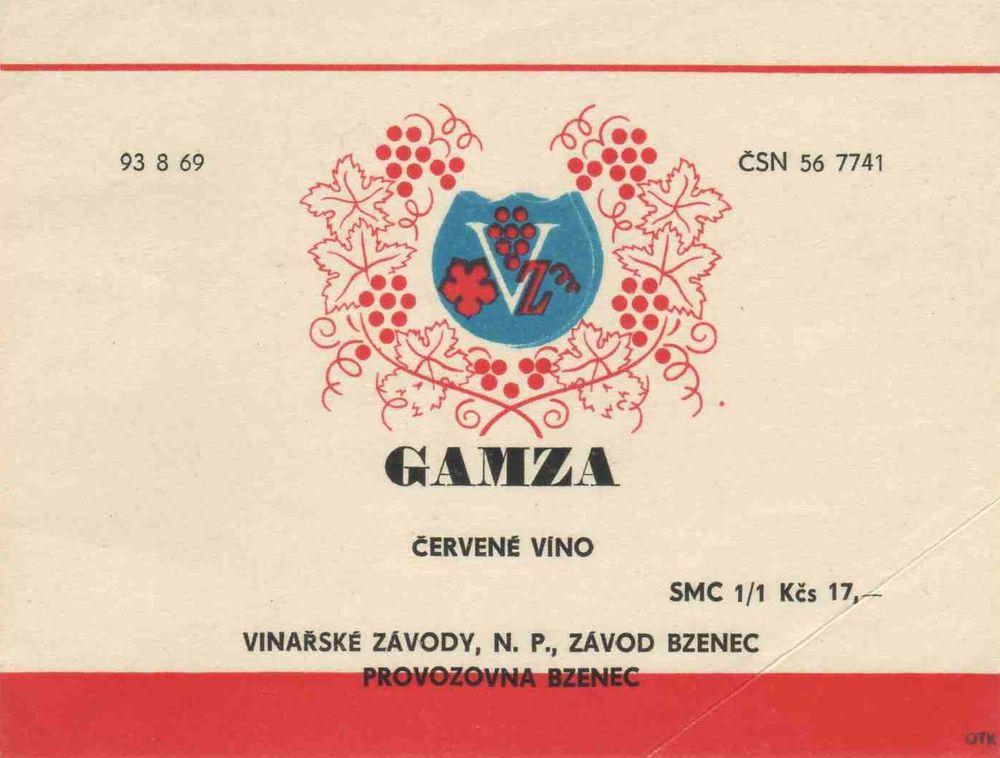 93 8 69
ČSN 56 7741
VZ
GAMZA
ČERVENÉ VÍNO
SMC 1/1 Kčs 17,—
VINAŘSKÉ ZÁVODY, N. P., ZÁVOD BZENEC
PROVOZOVNA BZENEC
OTK